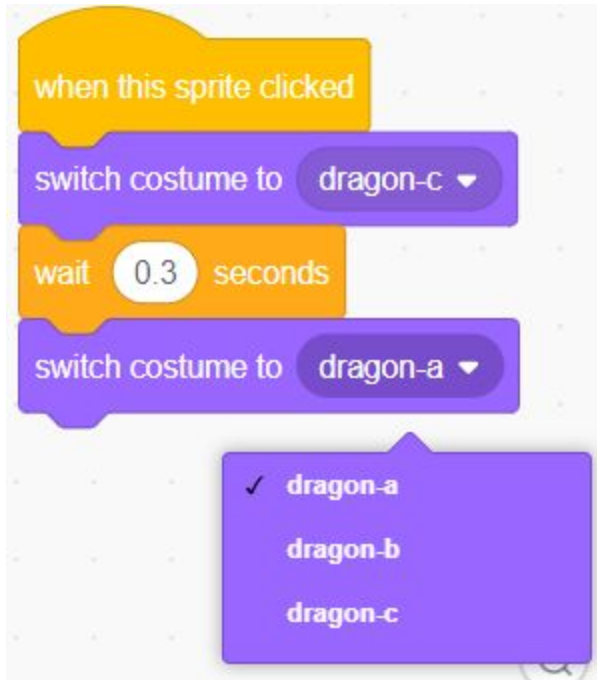 when this sprite clicked
switch costume to dragon-c
wait 0.3 seconds
switch costume to dragon-a
✓ dragon-a
dragon-b
dragon-c